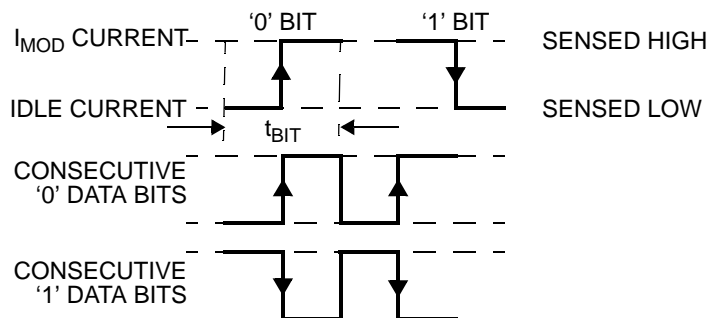 I_MOD CURRENT
'0' BIT
'1' BIT
SENSED HIGH
IDLE CURRENT
SENSED LOW
t_BIT
CONSECUTIVE
'0' DATA BITS
CONSECUTIVE
'1' DATA BITS